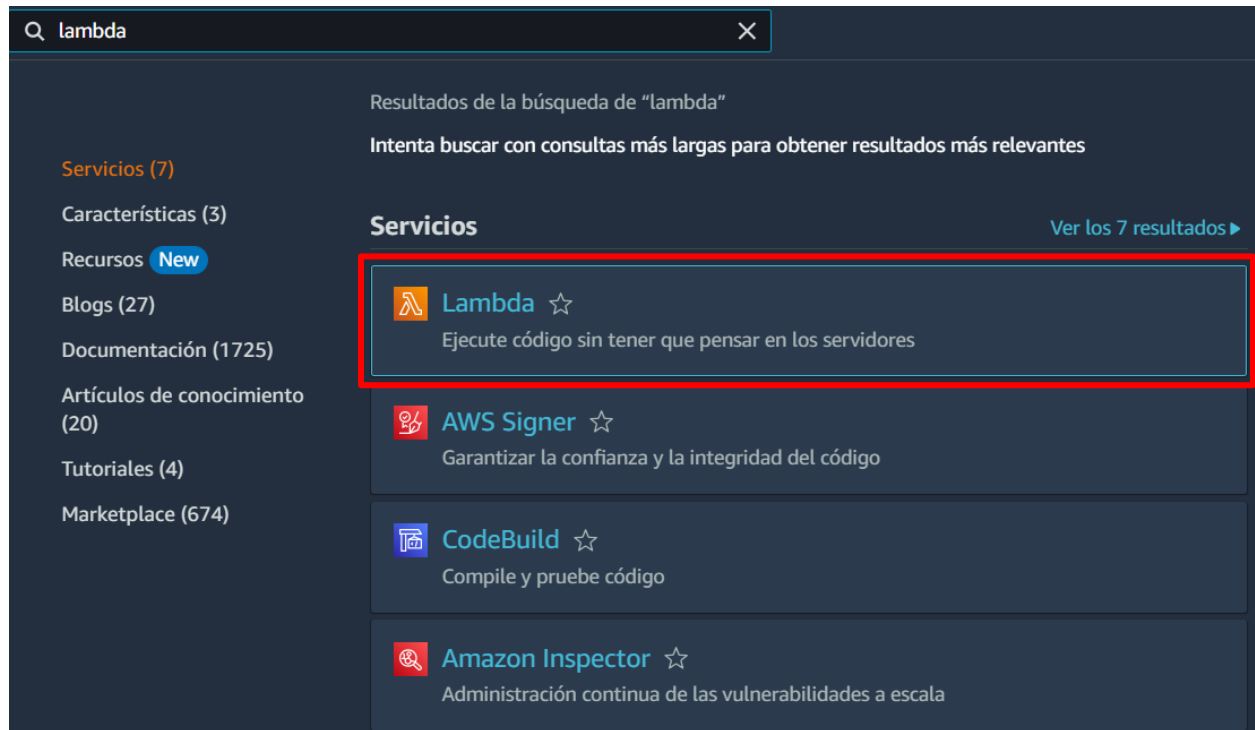 lambda
Resultados de la búsqueda de “lambda”
Intenta buscar con consultas más largas para obtener resultados más relevantes
Servicios (7)
Características (3)
Recursos New
Blogs (27)
Documentación (1725)
Artículos de conocimiento
(20)
Tutoriales (4)
Marketplace (674)
Servicios
Ver los 7 resultados
Lambda
Ejecute código sin tener que pensar en los servidores
AWS Signer
Garantizar la confianza y la integridad del código
CodeBuild
Compile y pruebe código
Amazon Inspector
Administración continua de las vulnerabilidades a escala